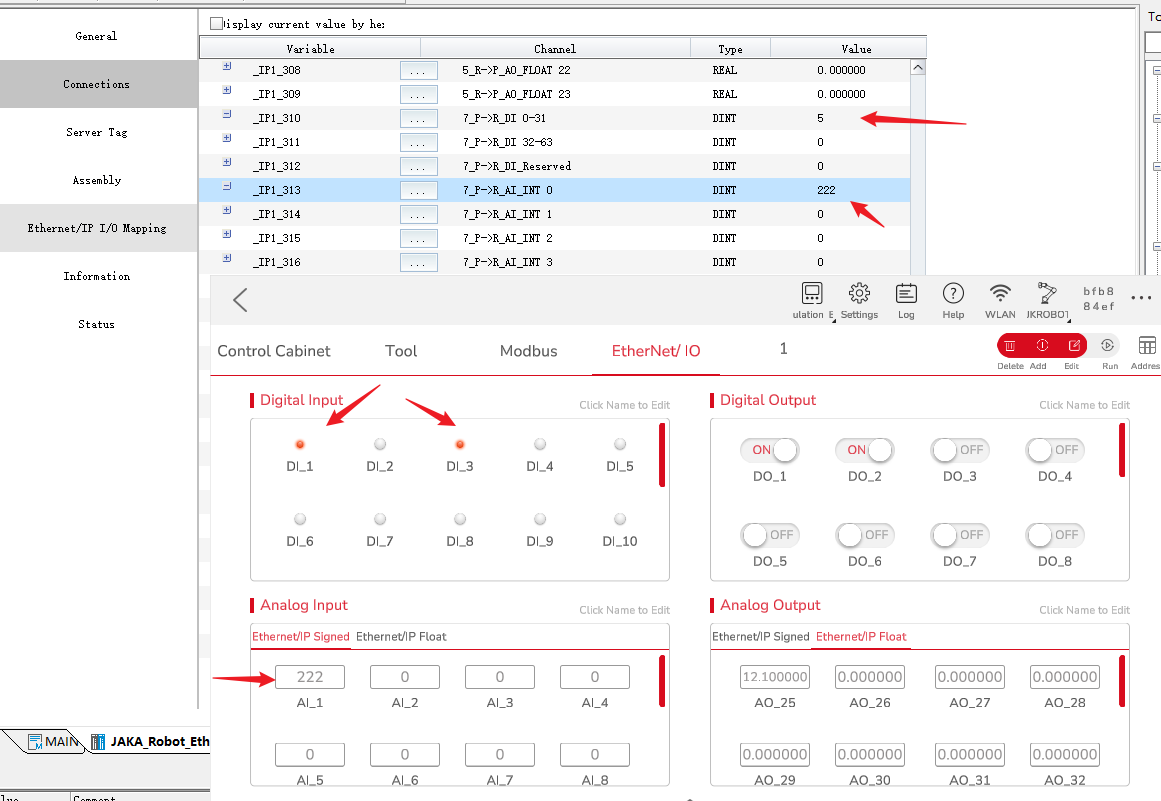 General
Connections
Server Tag
Assembly
Ethernet/IP I/O Mapping
Information
Status
isplay current value by he:
Variable Channel Type Value
_IP1_308 ... 5_R->P_AO_FLOAT 22 REAL 0.000000
_IP1_309 ... 5_R->P_AO_FLOAT 23 REAL 0.000000
_IP1_310 ... 7_P->R_DI 0-31 DINT 5
_IP1_311 ... 7_P->R_DI 32-63 DINT 0
_IP1_312 ... 7_P->R_DI_Reserved DINT 0
_IP1_313 ... 7_P->R_AI_INT 0 DINT 222
_IP1_314 ... 7_P->R_AI_INT 1 DINT 0
_IP1_315 ... 7_P->R_AI_INT 2 DINT 0
_IP1_316 ... 7_P->R_AI_INT 3 DINT 0
To
ulation E Settings Log Help WLAN JKROBOT bfb8 84ef
Control Cabinet Tool Modbus EtherNet/ IO 1
Delete Add Edit Run Addres
Digital Input Click Name to Edit
DI_1 DI_2 DI_3 DI_4 DI_5
DI_6 DI_7 DI_8 DI_9 DI_10
Digital Output Click Name to Edit
ON ON OFF OFF
DO_1 DO_2 DO_3 DO_4
OFF OFF OFF OFF
DO_5 DO_6 DO_7 DO_8
Analog Input Click Name to Edit
Ethernet/IP Signed Ethernet/IP Float
222 0 0 0
AI_1 AI_2 AI_3 AI_4
0 0 0 0
AI_5 AI_6 AI_7 AI_8
Analog Output Click Name to Edit
Ethernet/IP Signed Ethernet/IP Float
12.100000 0.000000 0.000000 0.000000
AO_25 AO_26 AO_27 AO_28
0.000000 0.000000 0.000000 0.000000
AO_29 AO_30 AO_31 AO_32
MAIN JAKA_Robot_Eth
lue Comment